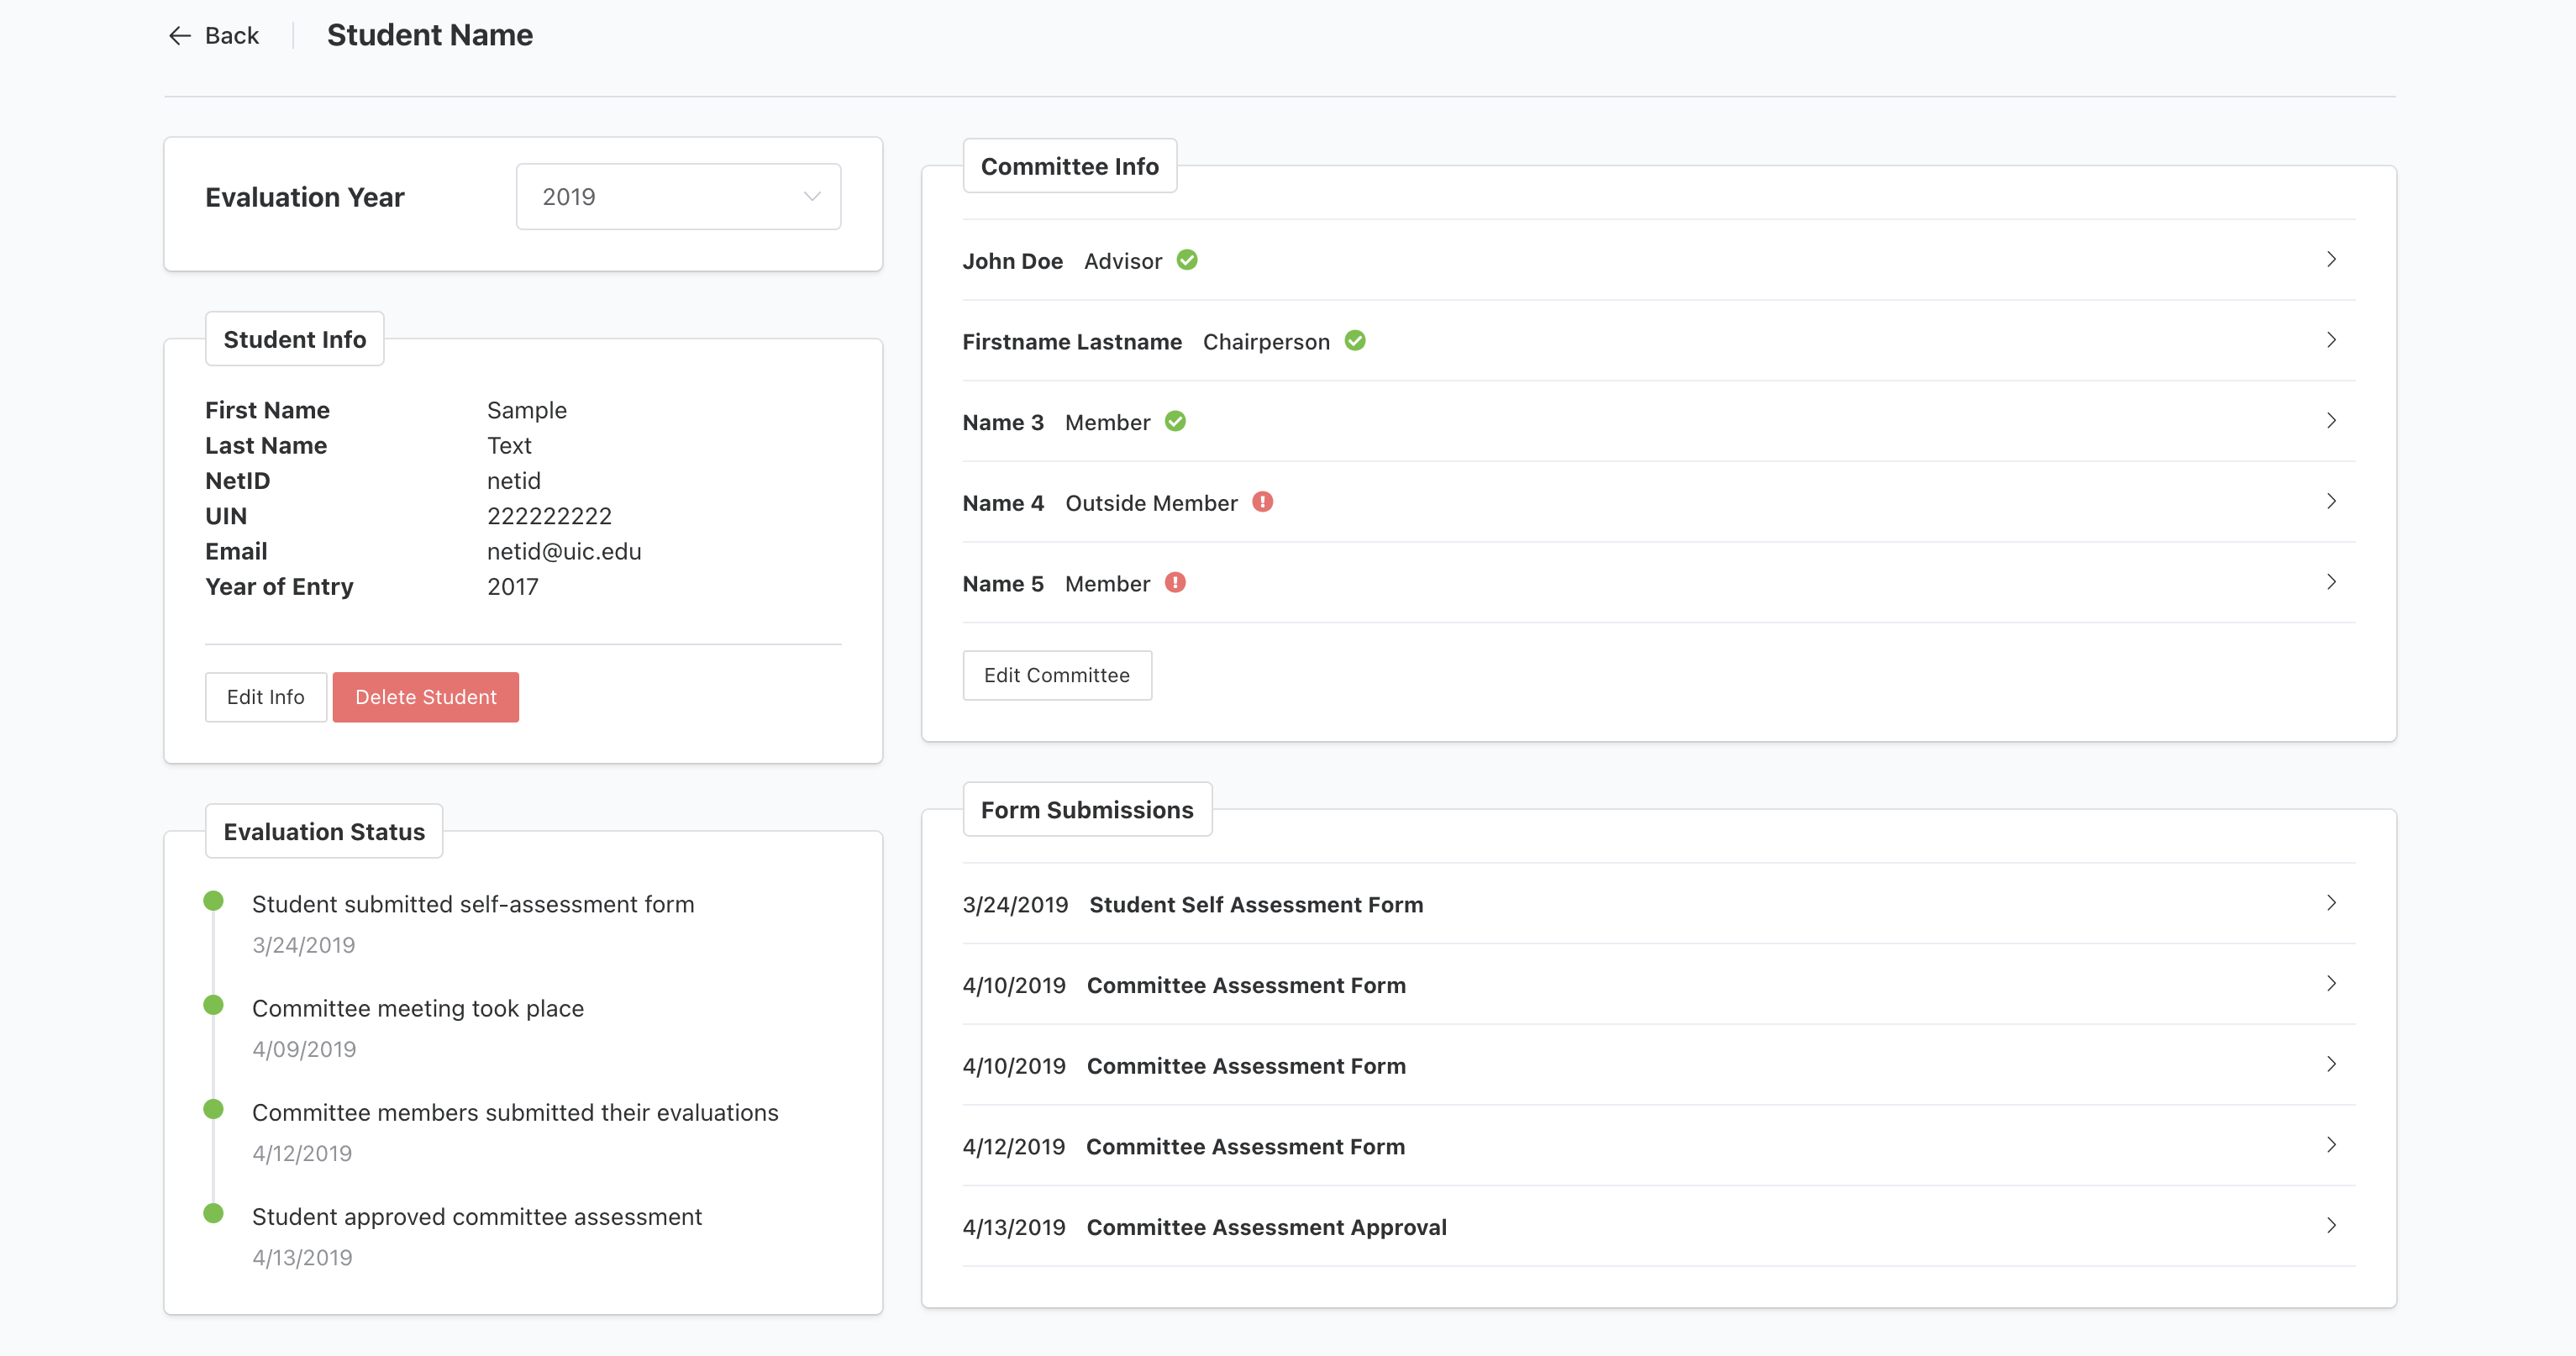 Back
Student Name
Evaluation Year 2019
Student Info
First Name Sample
Last Name Text
NetID netid
UIN 222222222
Email netid@uic.edu
Year of Entry 2017
Edit Info Delete Student
Evaluation Status
Student submitted self-assessment form
3/24/2019
Committee meeting took place
4/09/2019
Committee members submitted their evaluations
4/12/2019
Student approved committee assessment
4/13/2019
Committee Info
John Doe Advisor
Firstname Lastname Chairperson
Name 3 Member
Name 4 Outside Member
Name 5 Member
Edit Committee
Form Submissions
3/24/2019 Student Self Assessment Form
4/10/2019 Committee Assessment Form
4/10/2019 Committee Assessment Form
4/12/2019 Committee Assessment Form
4/13/2019 Committee Assessment Approval